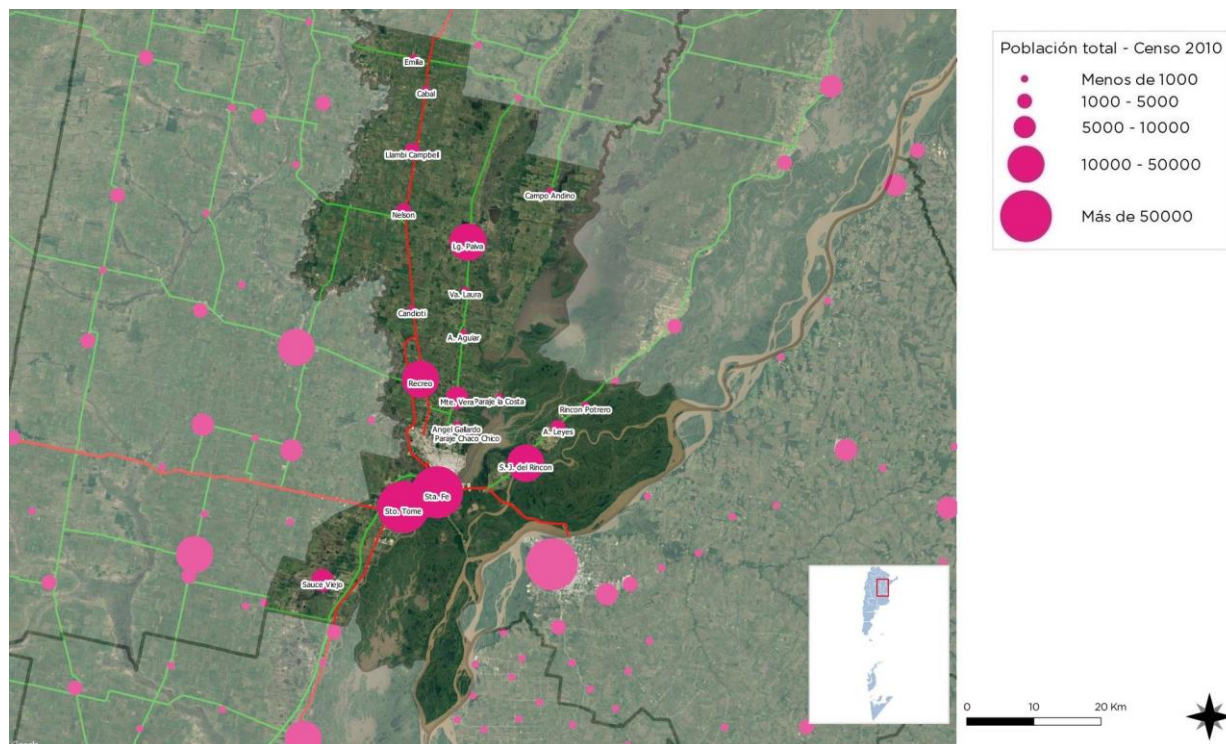 Población total - Censo 2010
Menos de 1000
1000 - 5000
5000 - 10000
10000 - 50000
Más de 50000
Emilia
Cabal
Llambi Campbell
Campo Andino
Nelson
Lg. Paiva
Va. Laura
Candioti
A. Aguiar
Recreo
Mte. Vera
Paraje la Costa
Rincon Potrero
Angel Gallardo
Paraje Chaco Chico
A. Leyes
S. J. del Rincon
Sta. Fe
Sto. Tome
Sauce Viejo
0 10 20 Km